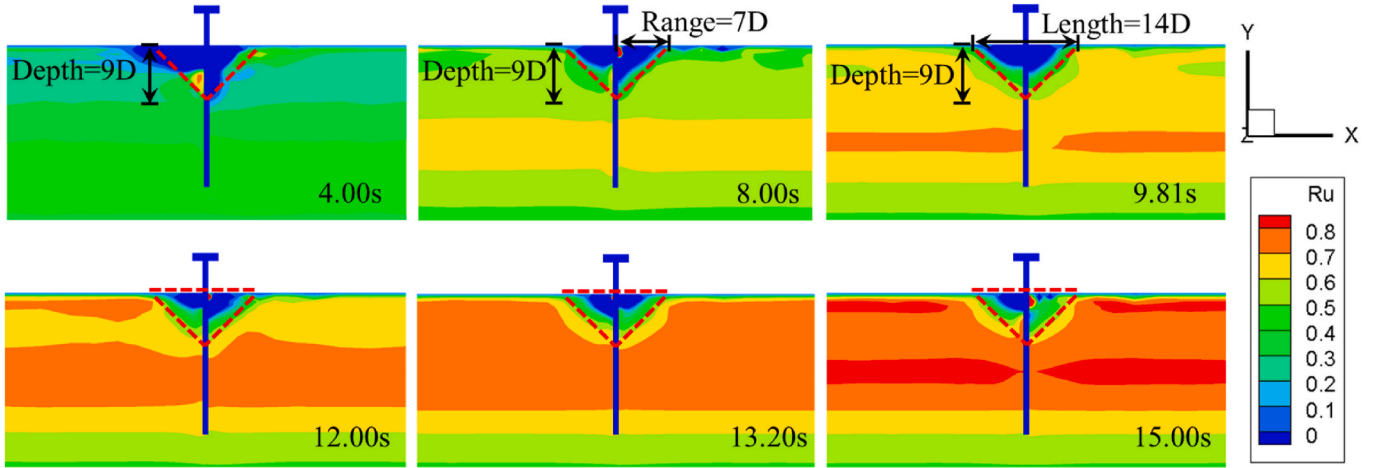 Range=7D
Length=14D
Depth=9D
Depth=9D
Depth=9D
4.00s
8.00s
9.81s
Y
Z
X
Ru
0.8
0.7
0.6
0.5
0.4
0.3
0.2
0.1
0
12.00s
13.20s
15.00s